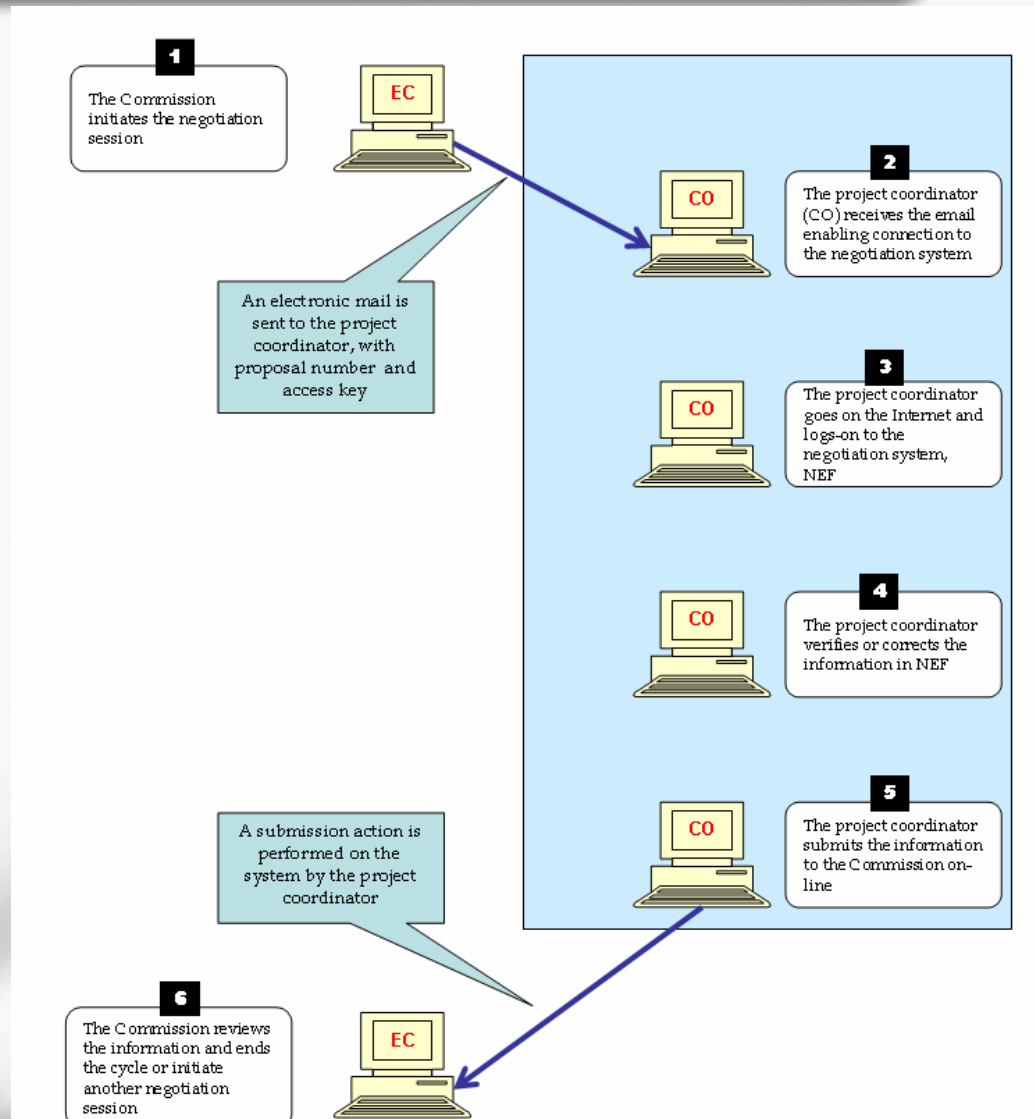 1
The Commission
initiates the negotiation
session
EC
2
CO
The project coordinator
(CO) receives the email
enabling connection to
the negotiation system
An electronic mail is
sent to the project
coordinator, with
proposal number and
access key
3
CO
The project coordinator
goes on the Internet and
logs-on to the
negotiation system,
NEF
4
CO
The project coordinator
verifies or corrects the
information in NEF
5
CO
The project coordinator
submits the information
to the Commission on-
line
A submission action is
performed on the
system by the project
coordinator
6
The Commission reviews
the information and ends
the cycle or initiate
another negotiation
session
EC